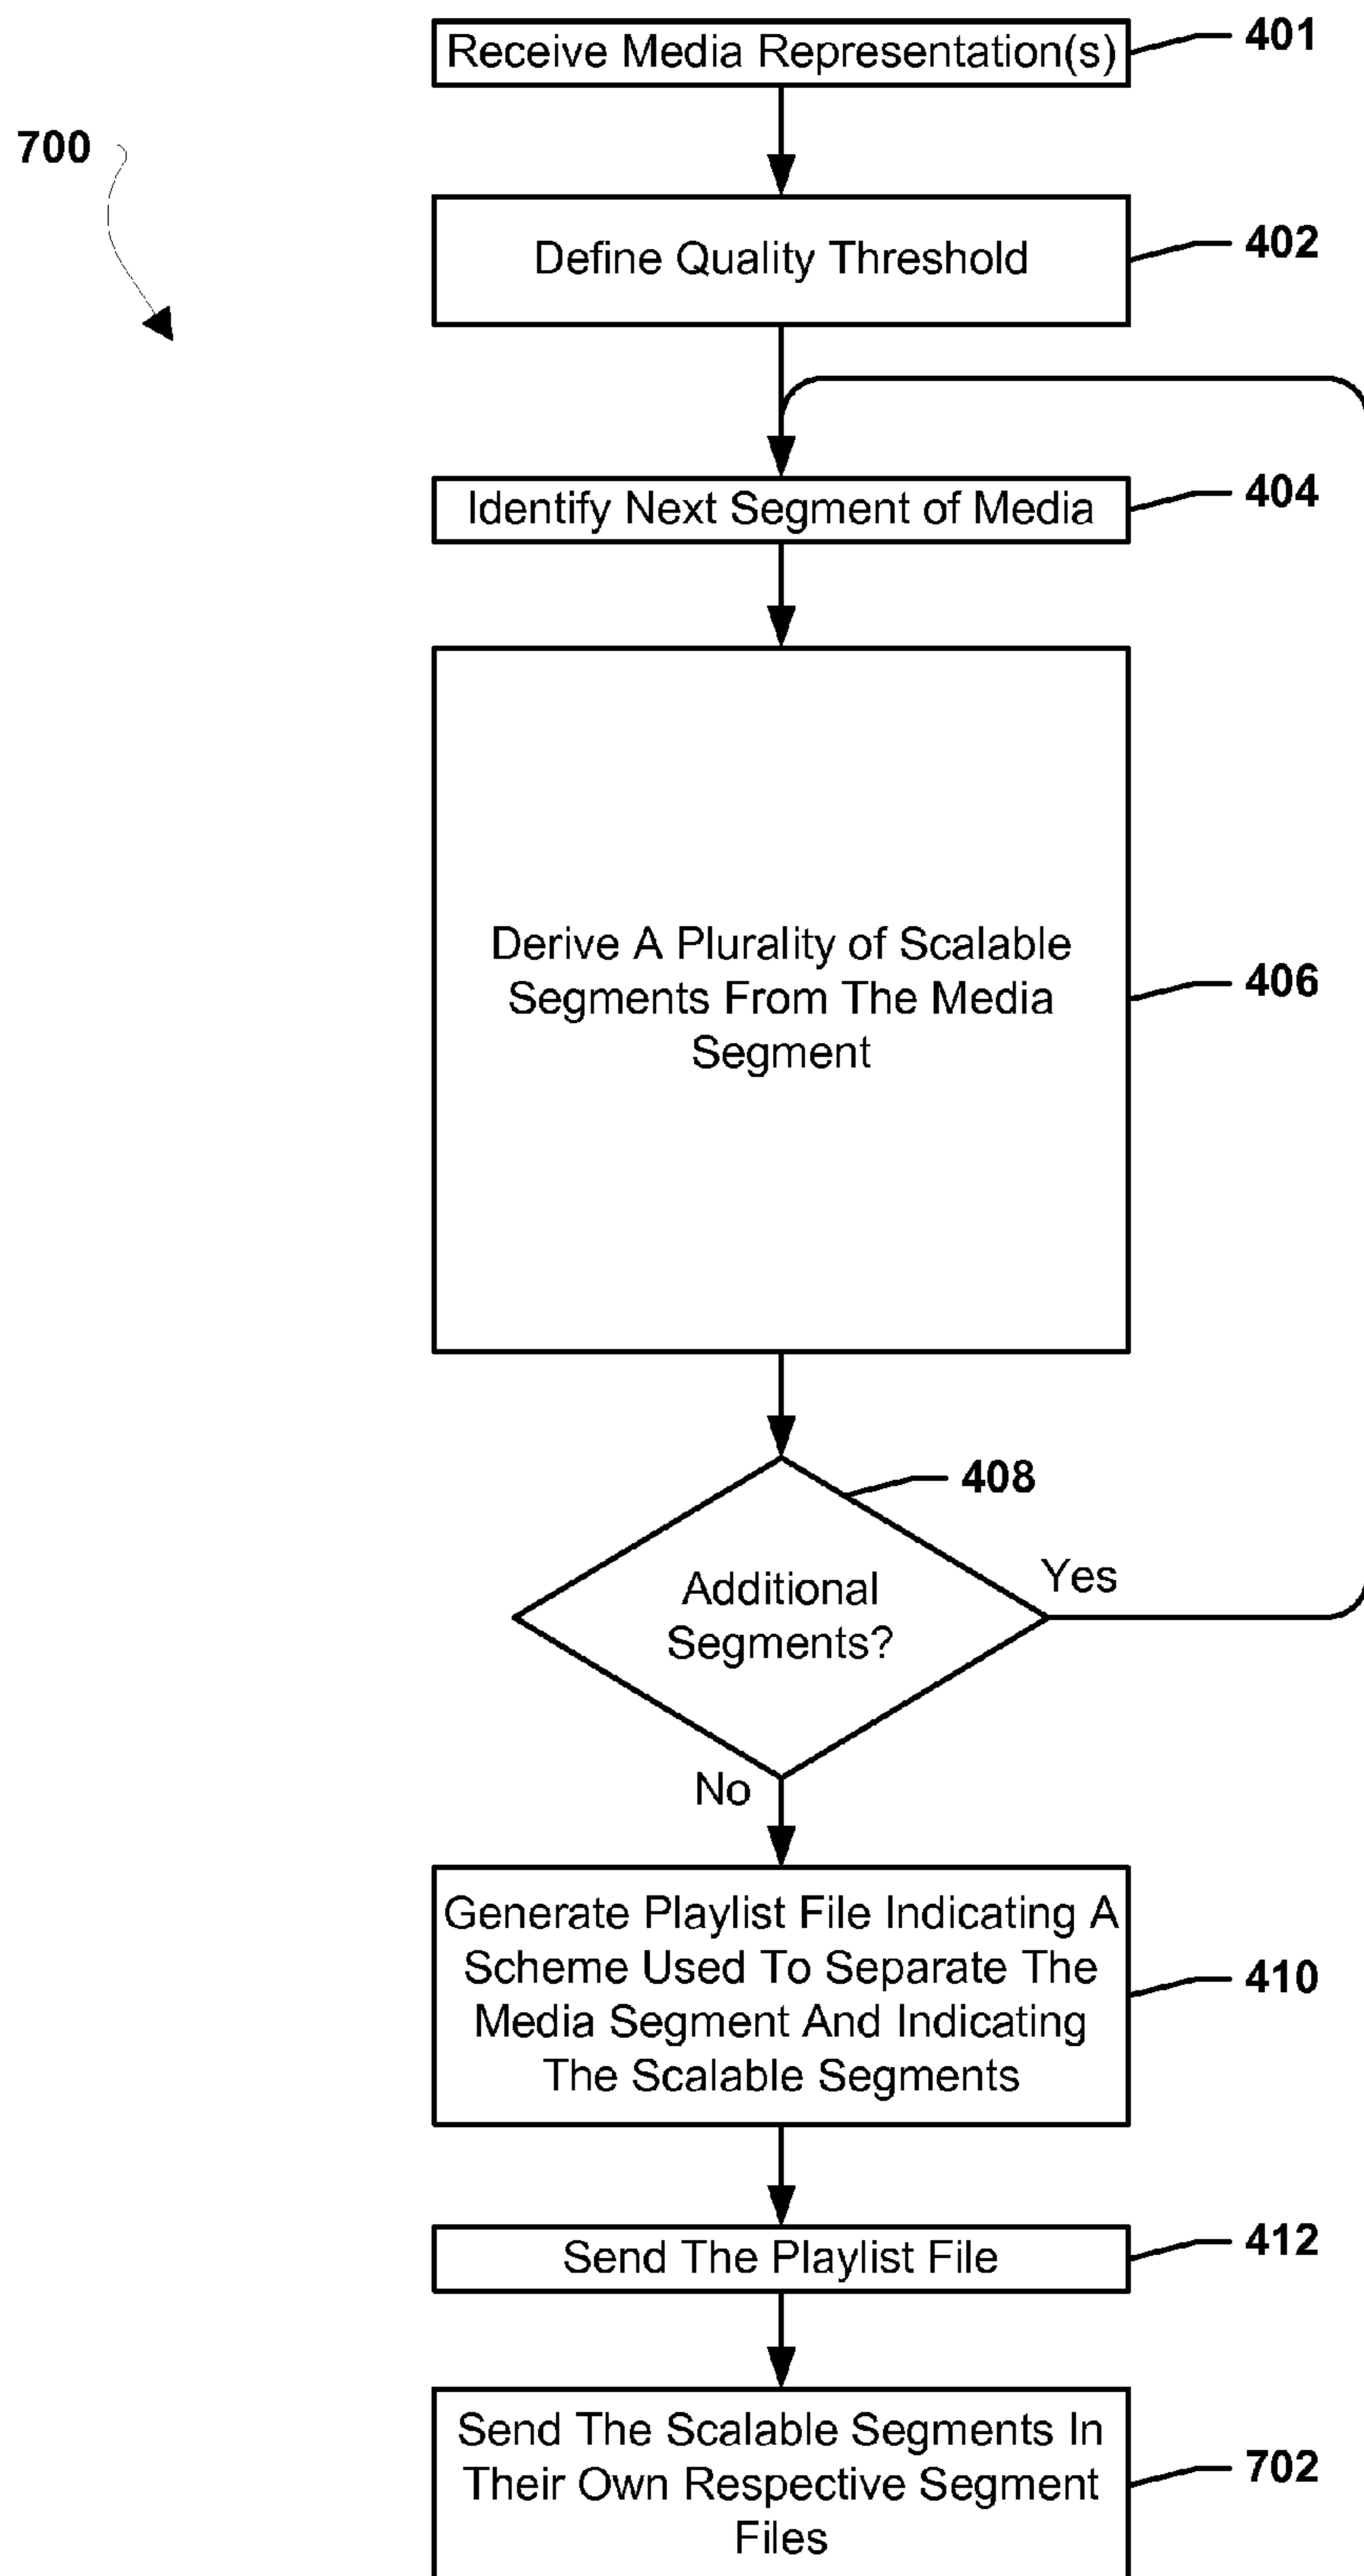 Receive Media Representation(s)
401
700
Define Quality Threshold
402
Identify Next Segment of Media
404
Derive A Plurality of Scalable
Segments From The Media
Segment
406
408
Additional
Segments?
Yes
No
Generate Playlist File Indicating A
Scheme Used To Separate The
Media Segment And Indicating
The Scalable Segments
410
Send The Playlist File
412
Send The Scalable Segments In
Their Own Respective Segment
Files
702